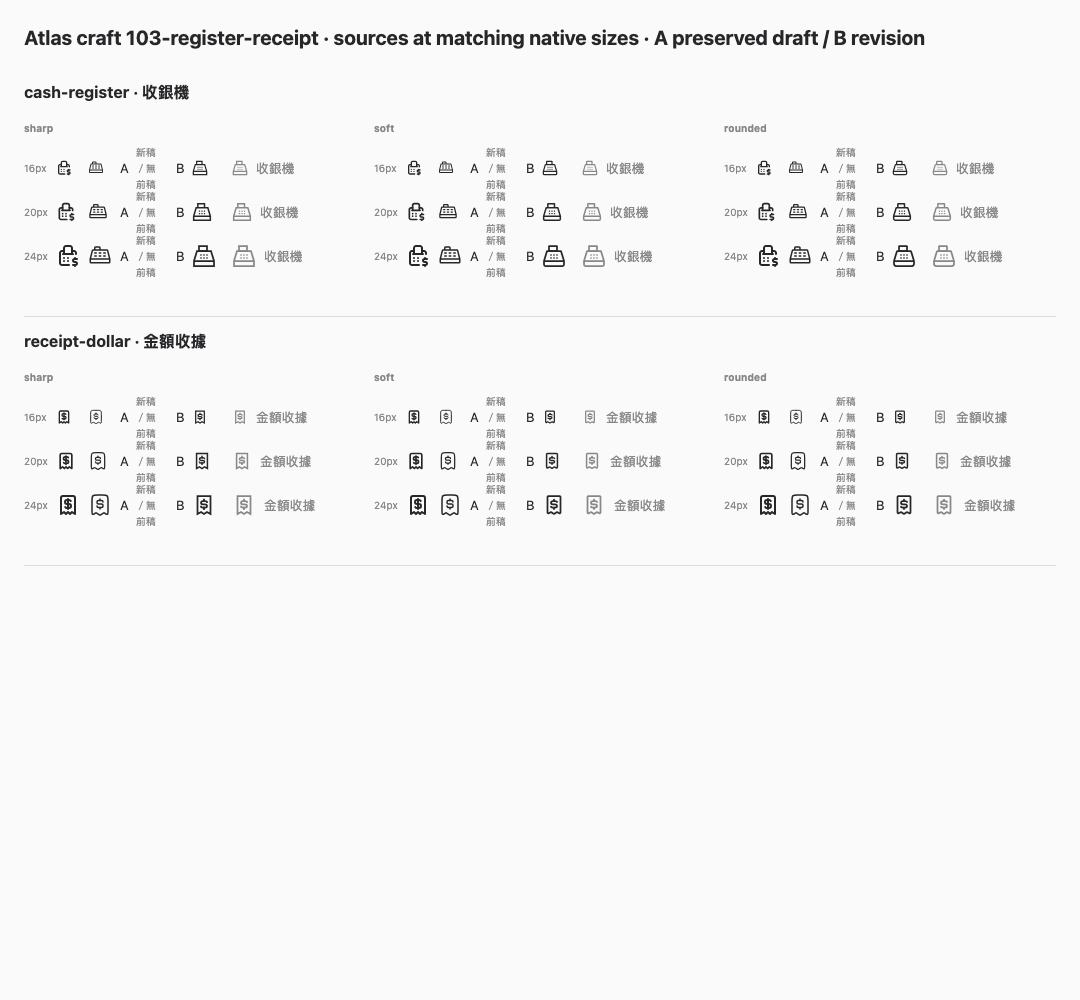 Atlas craft 103-register-receipt · sources at matching native sizes · A preserved draft / B revision
cash-register · 收銀機
sharp
soft
rounded
16px A 新稿 / 無前稿 B 收銀機
16px A 新稿 / 無前稿 B 收銀機
16px A 新稿 / 無前稿 B 收銀機
20px A 新稿 / 無前稿 B 收銀機
20px A 新稿 / 無前稿 B 收銀機
20px A 新稿 / 無前稿 B 收銀機
24px A 新稿 / 無前稿 B 收銀機
24px A 新稿 / 無前稿 B 收銀機
24px A 新稿 / 無前稿 B 收銀機
receipt-dollar · 金額收據
sharp
soft
rounded
16px A 新稿 / 無前稿 B 金額收據
16px A 新稿 / 無前稿 B 金額收據
16px A 新稿 / 無前稿 B 金額收據
20px A 新稿 / 無前稿 B 金額收據
20px A 新稿 / 無前稿 B 金額收據
20px A 新稿 / 無前稿 B 金額收據
24px A 新稿 / 無前稿 B 金額收據
24px A 新稿 / 無前稿 B 金額收據
24px A 新稿 / 無前稿 B 金額收據